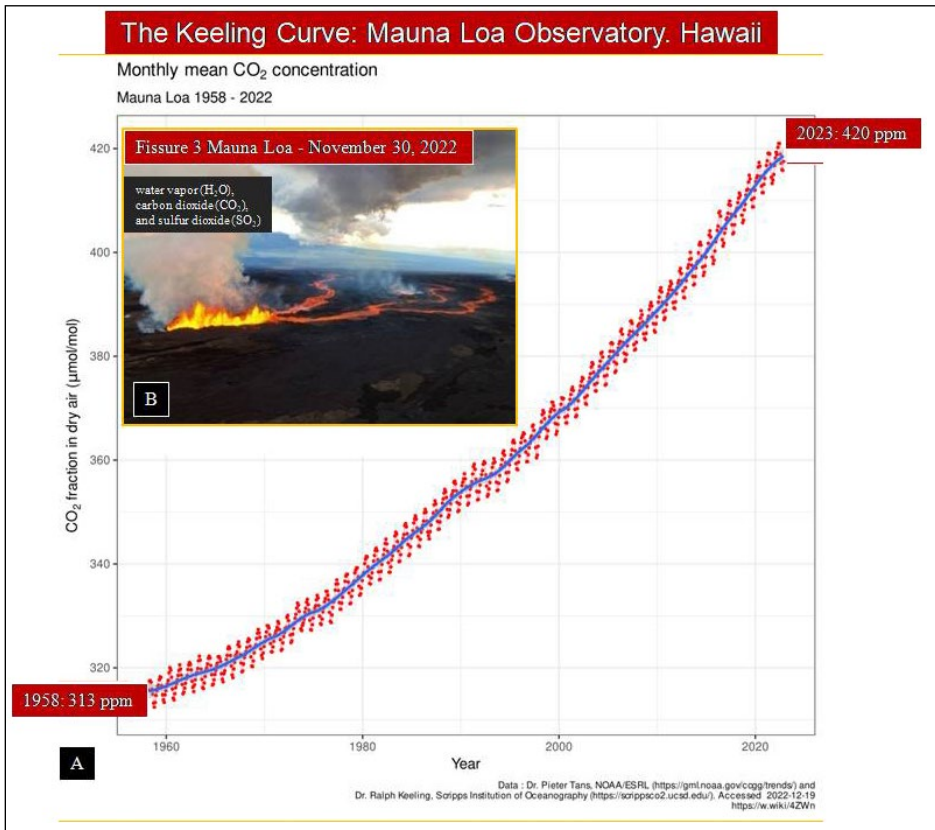 The Keeling Curve: Mauna Loa Observatory. Hawaii
Monthly mean CO₂ concentration
Mauna Loa 1958 - 2022
2023: 420 ppm
Fissure 3 Mauna Loa - November 30, 2022
water vapor (H₂O),
carbon dioxide (CO₂),
and sulfur dioxide (SO₂)
B
CO₂ fraction in dry air (µmol/mol)
420
400
380
360
340
320
1958: 313 ppm
1960
1980
2000
2020
Year
A
Data : Dr. Pieter Tans, NOAA/ESRL (https://gml.noaa.gov/ccgg/trends/) and
Dr. Ralph Keeling, Scripps Institution of Oceanography (https://scrippsco2.ucsd.edu/). Accessed 2022-12-19
https://w.wiki/4ZWn